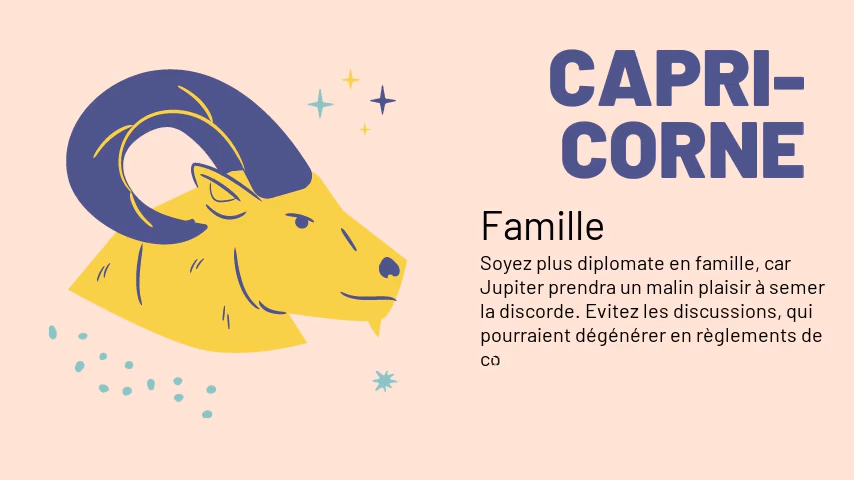 CAPRI-
CORNE
Famille
Soyez plus diplomate en famille, car
Jupiter prendra un malin plaisir à semer
la discorde. Evitez les discussions, qui
pourraient dégénérer en règlements de
co